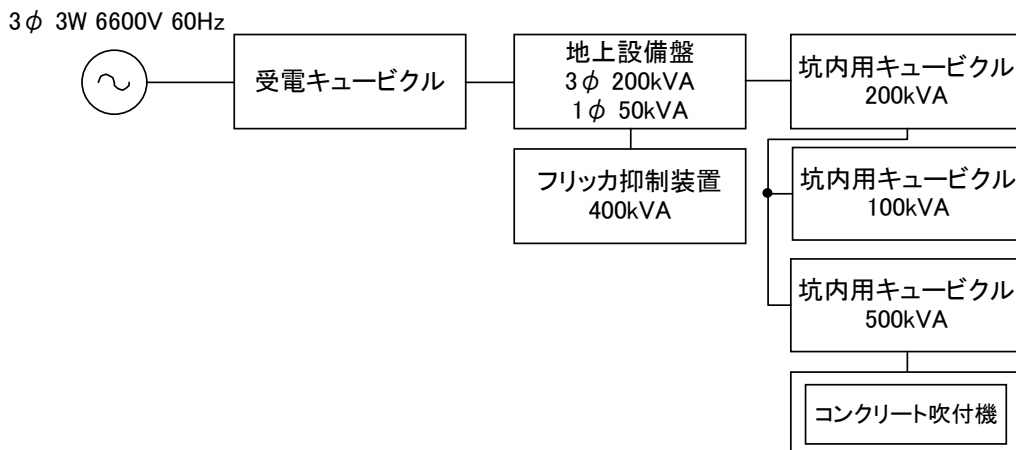 3φ 3W 6600V 60Hz
受電キュービクル
地上設備盤
3φ 200kVA
1φ 50kVA
坑内用キュービクル
200kVA
フリッカ抑制装置
400kVA
坑内用キュービクル
100kVA
坑内用キュービクル
500kVA
コンクリート吹付機